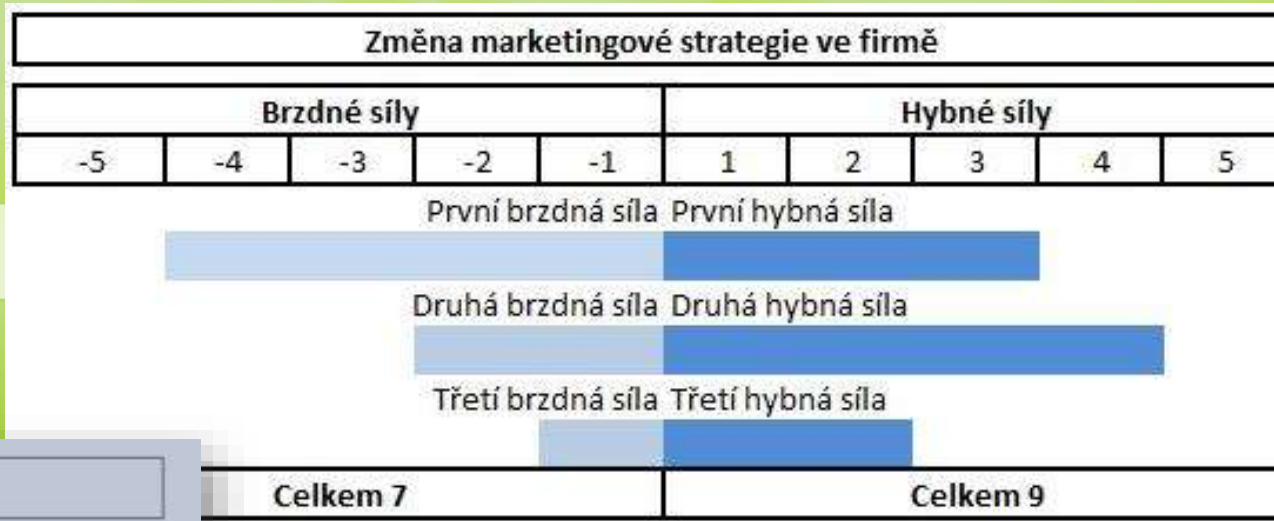 Změna marketingové strategie ve firmě
Brzdné síly Hybné síly
-5 -4 -3 -2 -1 1 2 3 4 5
První brzdná síla První hybná síla
Druhá brzdná síla Druhá hybná síla
Třetí brzdná síla Třetí hybná síla
Celkem 7 Celkem 9